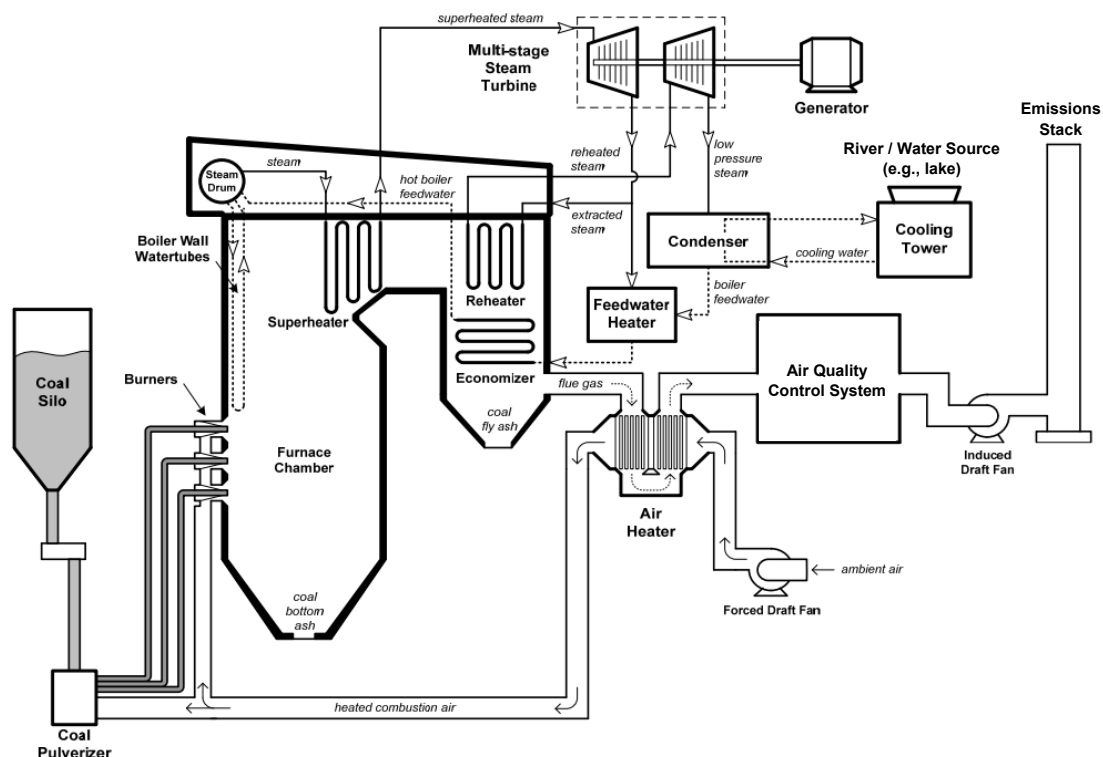 superheated steam
Multi-stage
Steam
Turbine
Generator
Emissions
Stack
River / Water Source
(e.g., lake)
Cooling
Tower
steam
Steam
Drum
hot boiler
feedwater
reheated
steam
low
pressure
steam
extracted
steam
Condenser
cooling water
boiler
feedwater
Boiler Wall
Watertubes
Superheater
Reheater
Feedwater
Heater
Economizer
Coal
Silo
Burners
Furnace
Chamber
coal
fly ash
flue gas
Air Quality
Control System
Induced
Draft Fan
Air
Heater
ambient air
Forced Draft Fan
coal
bottom
ash
heated combustion air
Coal
Pulverizer